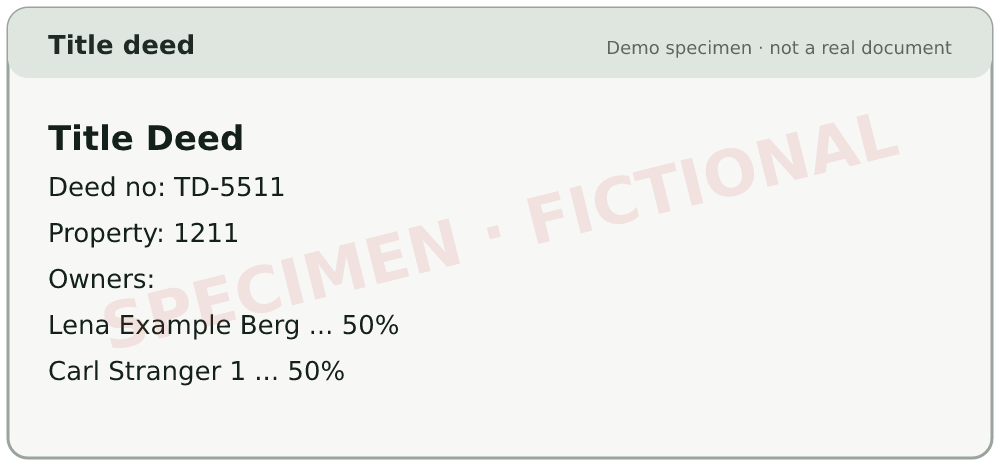 Title deed
Demo specimen · not a real document
Title Deed
Deed no: TD-5511
Property: 1211
Owners:
Lena Example Berg ... 50%
Carl Stranger 1 ... 50%
SPECIMEN · FICTIONAL